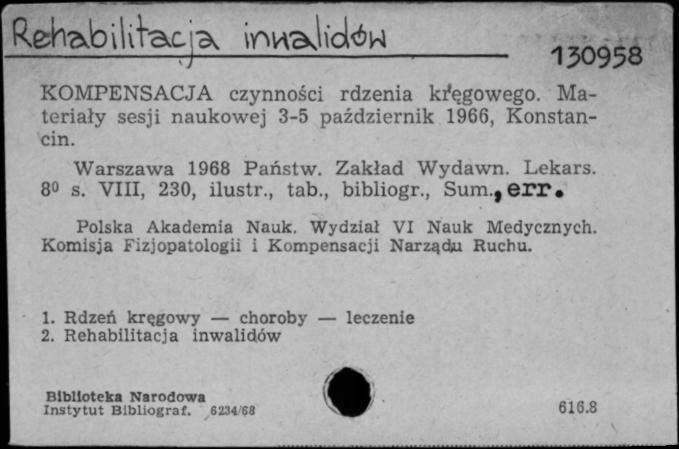 Rehabilitacja inwalidów
130958
KOMPENSACJA czynności rdzenia kręgowego. Ma-
teriały sesji naukowej 3-5 październik 1966, Konstan-
cin.
Warszawa 1968 Państw. Zakład Wydawn. Lekars.
8⁰ s. VIII, 230, ilustr., tab., bibliogr., Sum., err.
Polska Akademia Nauk. Wydział VI Nauk Medycznych.
Komisja Fizjopatologii i Kompensacji Narządu Ruchu.
1. Rdzeń kręgowy — choroby — leczenie
2. Rehabilitacja inwalidów
Biblioteka Narodowa
Instytut Bibliograf. 6234/68
616.8